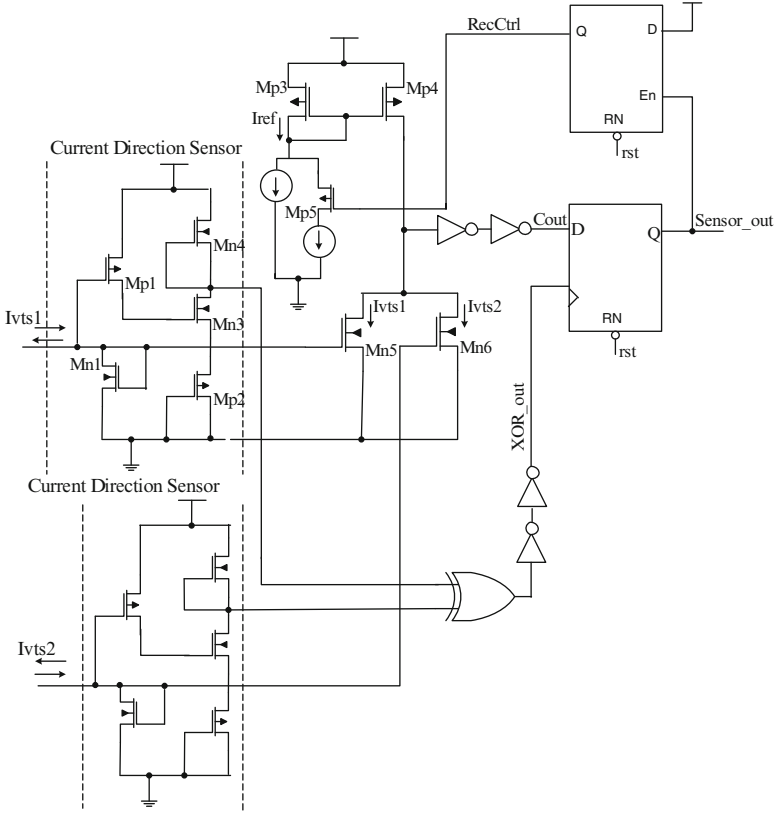 RecCtrl
Q
D
En
RN
rst
Mp3
Mp4
Iref
Current Direction Sensor
Mp5
Mn4
Mp1
Mn3
Cout
D
Q
Sensor_out
RN
rst
Ivts1
Ivts1
Ivts2
Mn5
Mn6
Mn1
Mp2
XOR_out
Current Direction Sensor
Ivts2